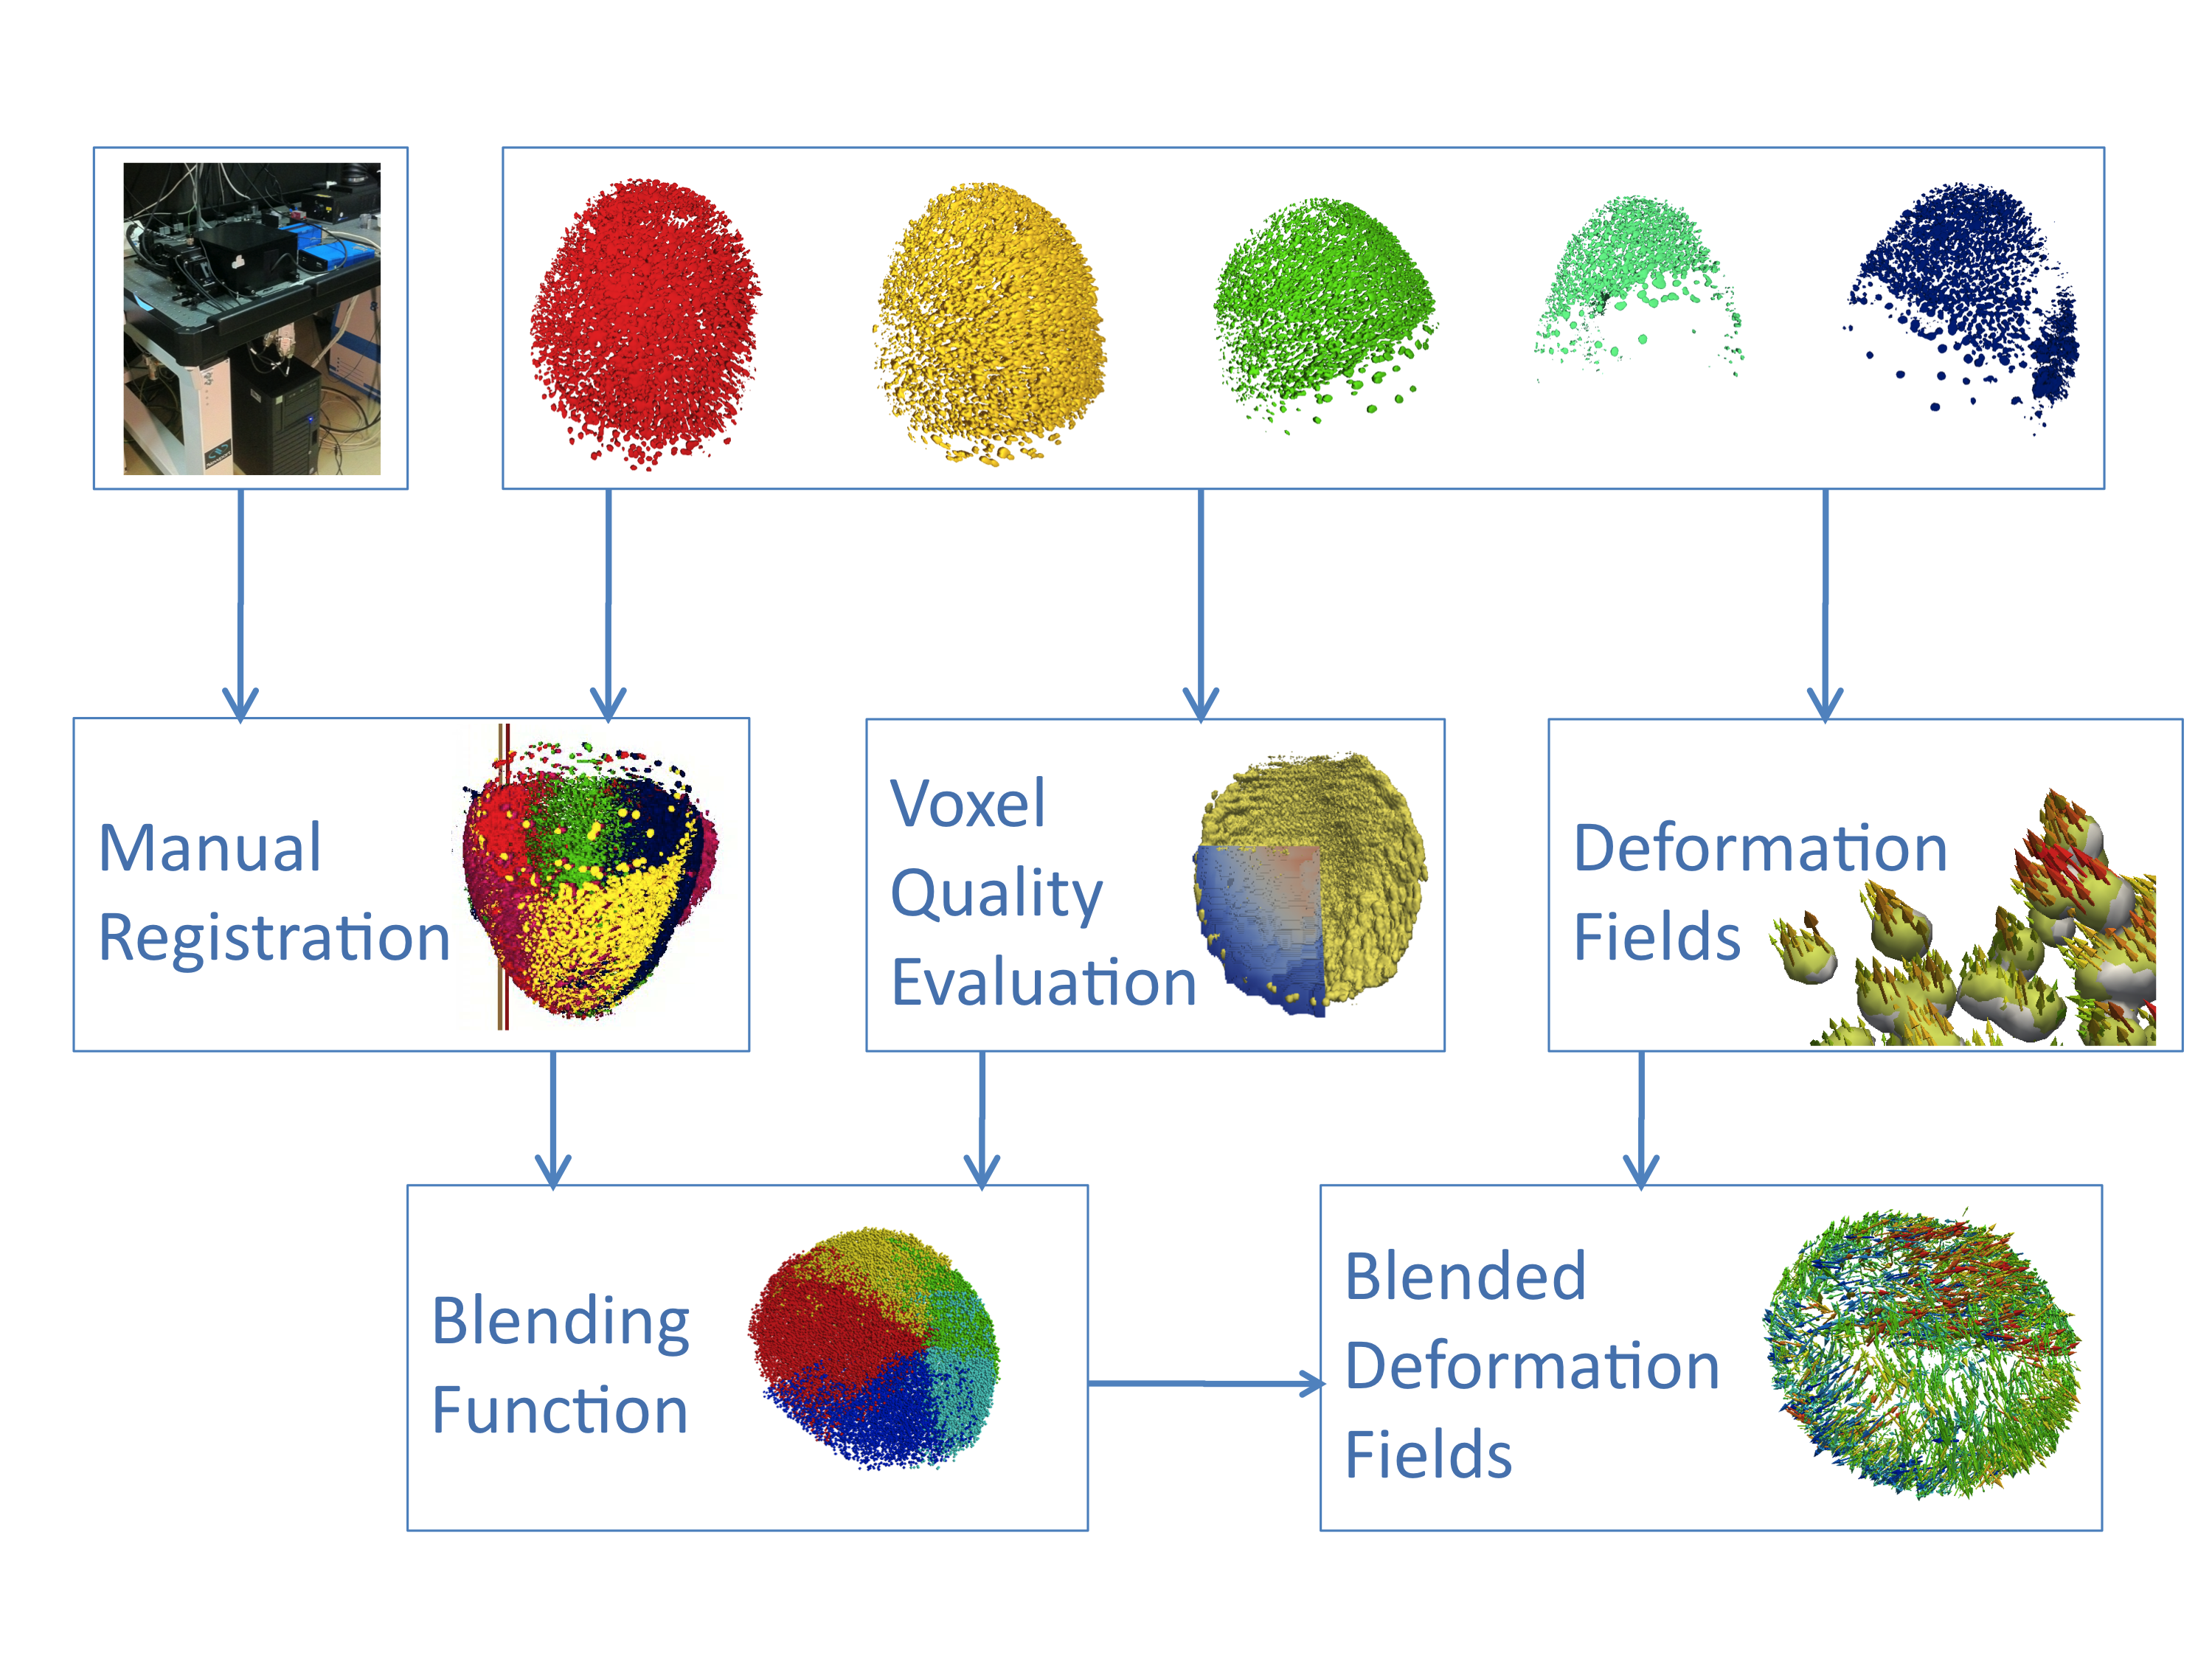 Manual
Registration
Voxel
Quality
Evaluation
Deformation
Fields
Blending
Function
Blended
Deformation
Fields